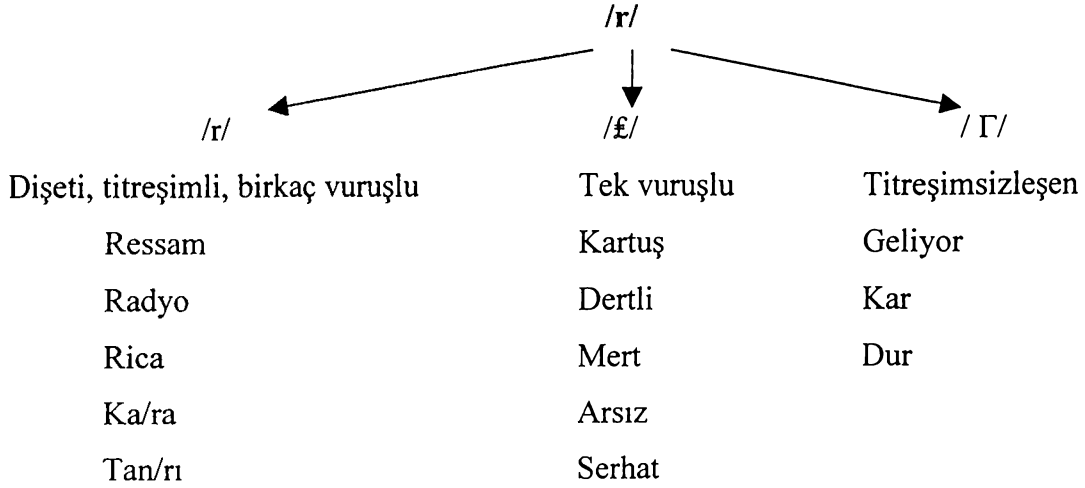 /r/
/r/ /£/ / Γ/
Dişeti, titreşimli, birkaç vuruşlu Tek vuruşlu Titreşimsizleşen
Ressam Kartuş Geliyor
Radyo Dertli Kar
Rica Mert Dur
Ka/ra Arsız
Tan/rı Serhat